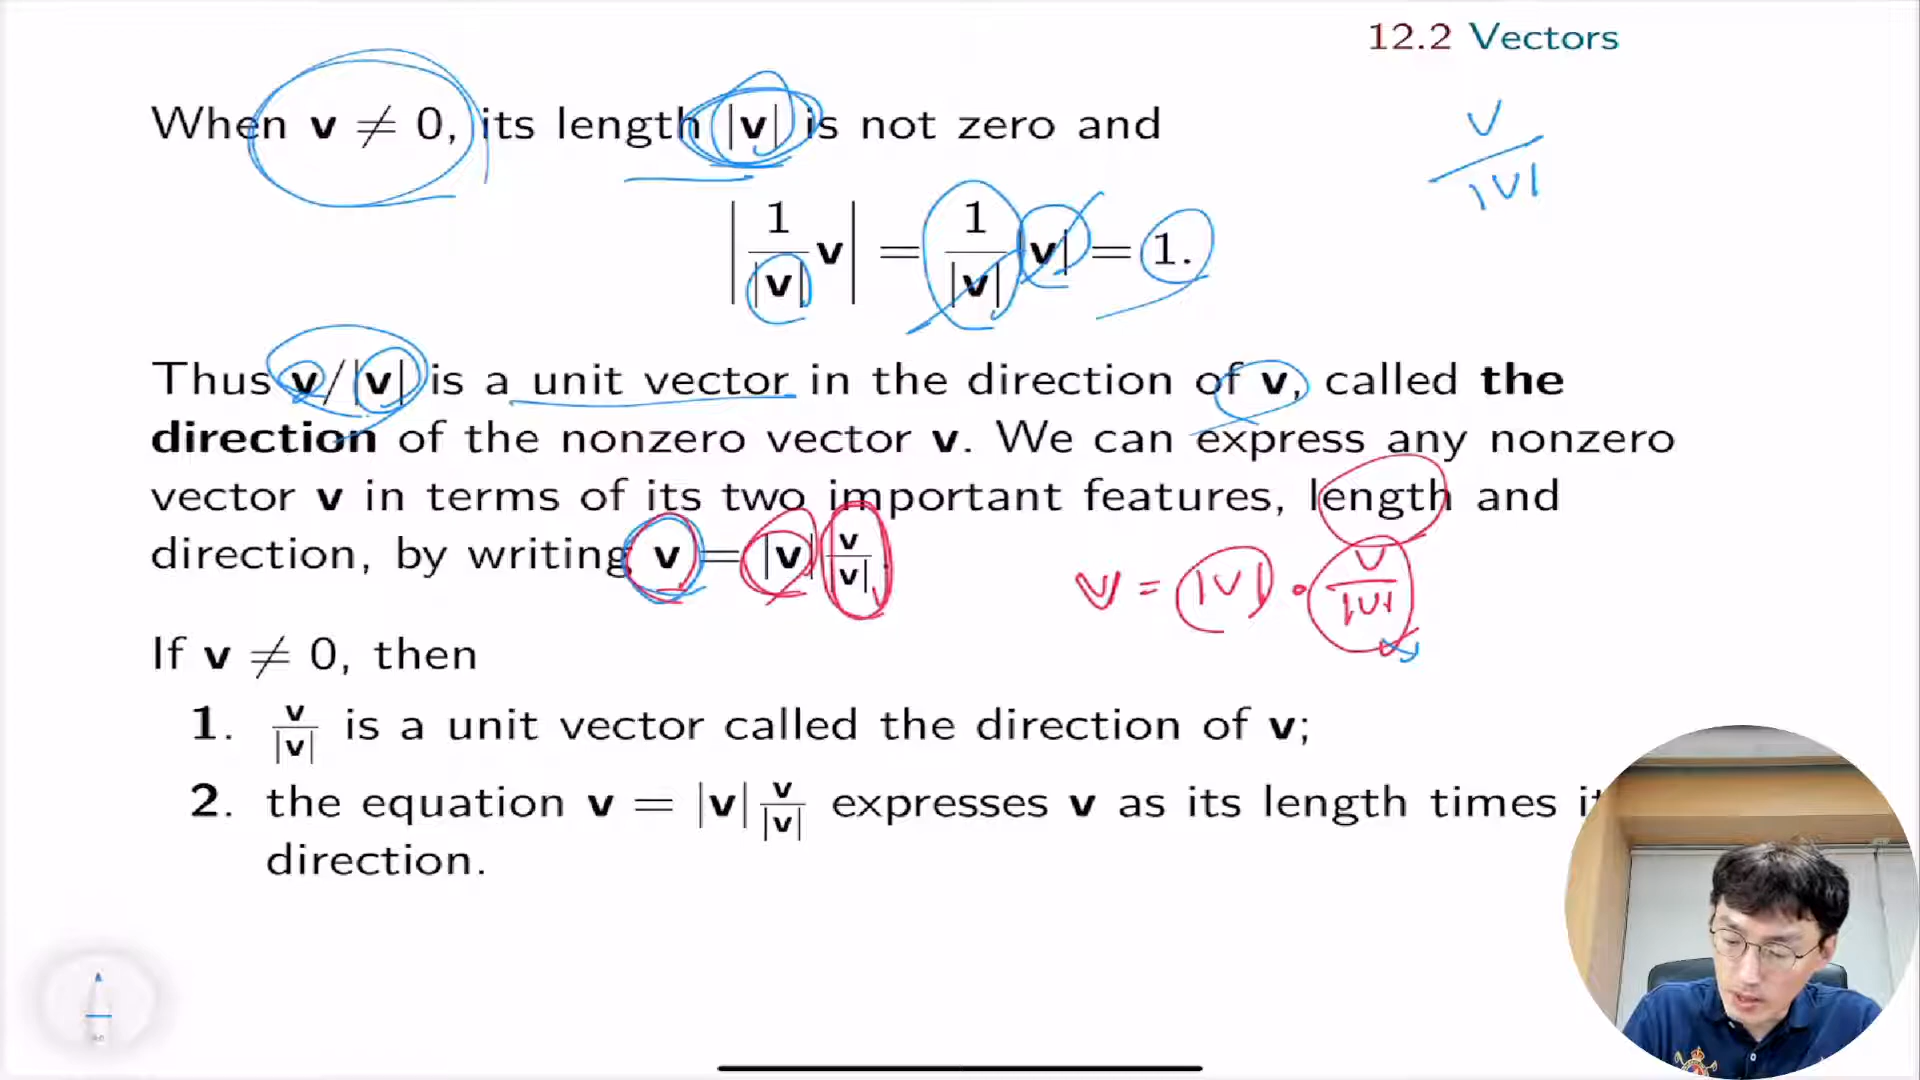 12.2 Vectors
When v ≠ 0, its length |v| is not zero and
v/|v|
|1/|v| v| = 1/|v| |v| = 1.
Thus v/|v| is a unit vector in the direction of v, called the
direction of the nonzero vector v. We can express any nonzero
vector v in terms of its two important features, length and
direction, by writing v = |v| v/|v|.
v = |v| · v/|v|
If v ≠ 0, then
1. v/|v| is a unit vector called the direction of v;
2. the equation v = |v| v/|v| expresses v as its length times
direction.